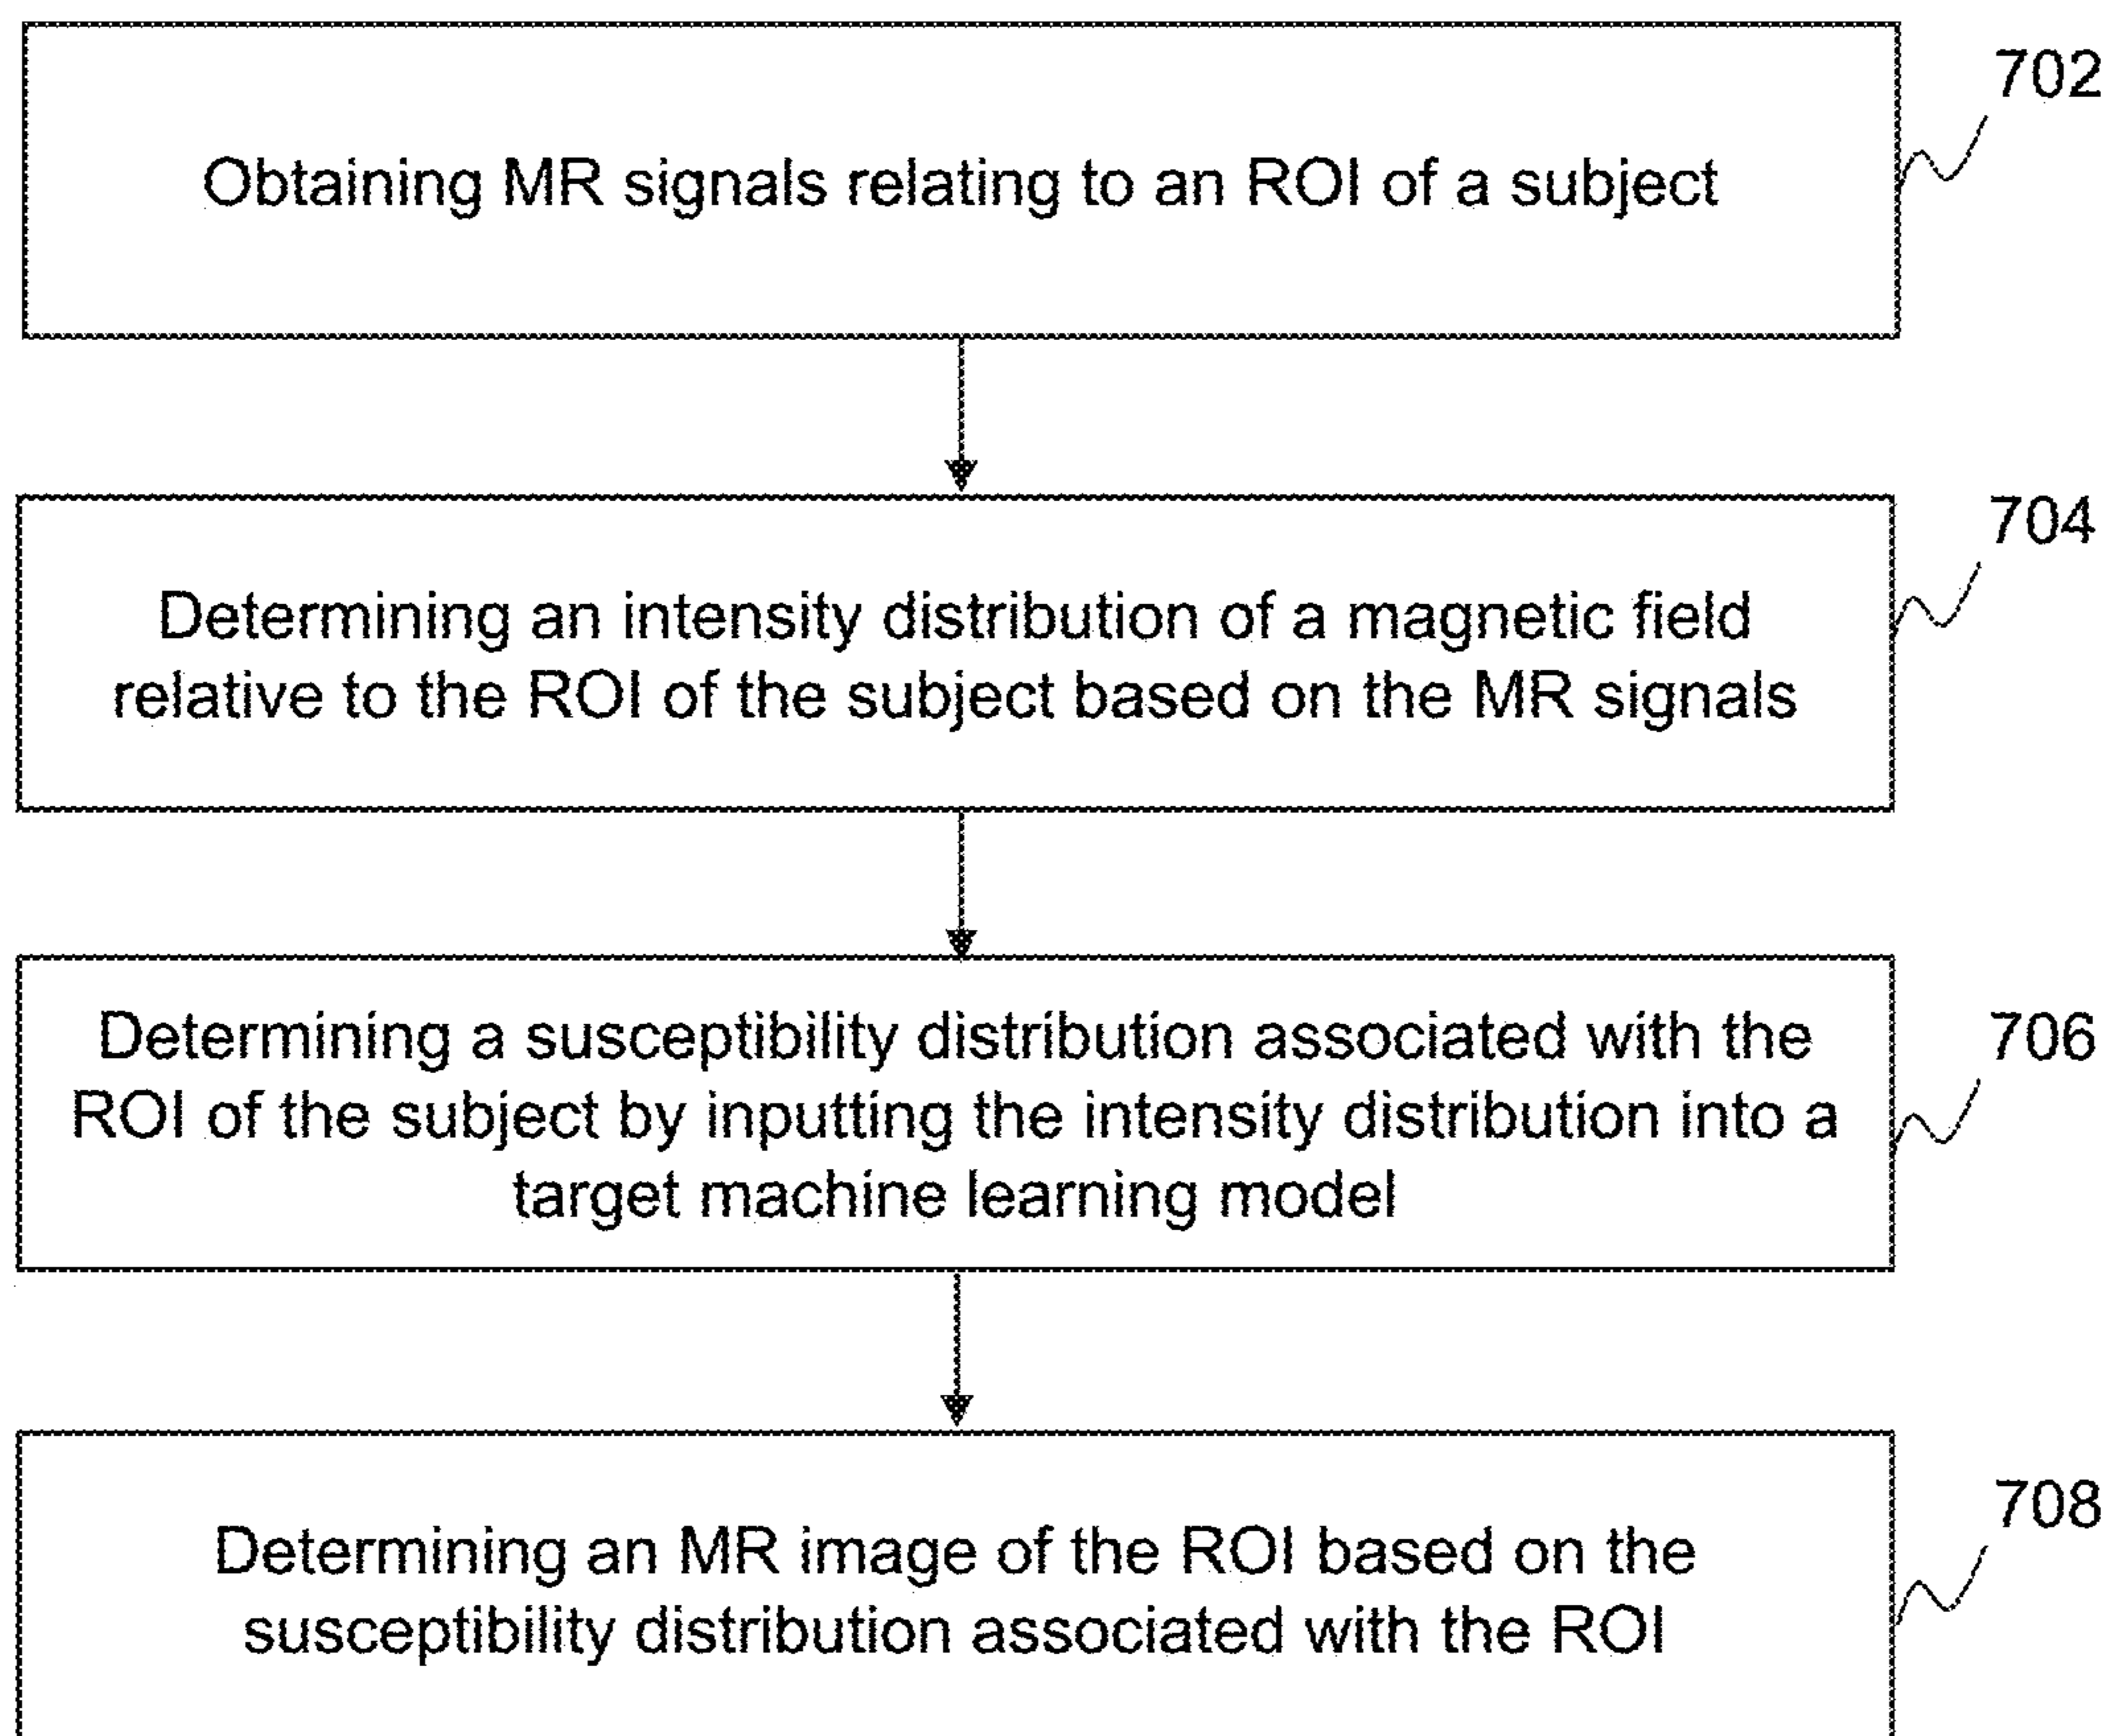 702
Obtaining MR signals relating to an ROI of a subject
704
Determining an intensity distribution of a magnetic field
relative to the ROI of the subject based on the MR signals
706
Determining a susceptibility distribution associated with the
ROI of the subject by inputting the intensity distribution into a
target machine learning model
708
Determining an MR image of the ROI based on the
susceptibility distribution associated with the ROI